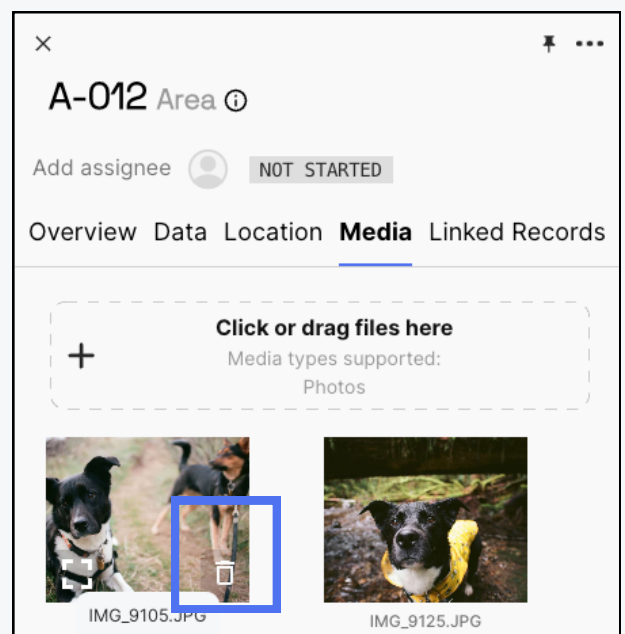 A-012 Area
Add assignee NOT STARTED
Overview Data Location Media Linked Records
Click or drag files here
Media types supported:
Photos
IMG_9105.JPG IMG_9125.JPG